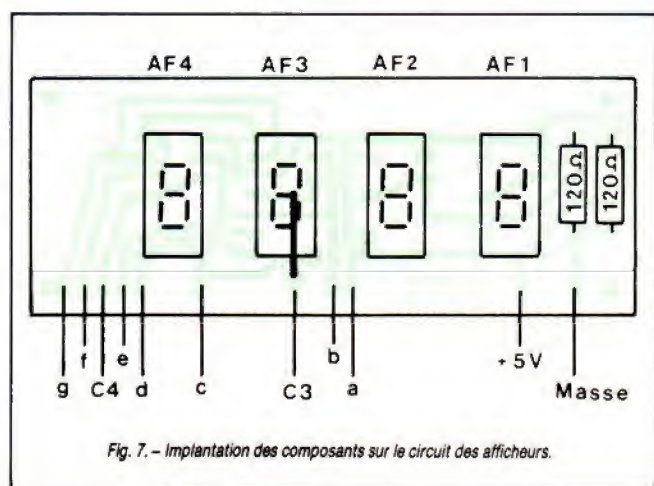 AF4 AF3 AF2 AF1
120Ω 120Ω
g f C4 e d c C3 b a +5V Masse
Fig. 7. – Implantation des composants sur le circuit des afficheurs.